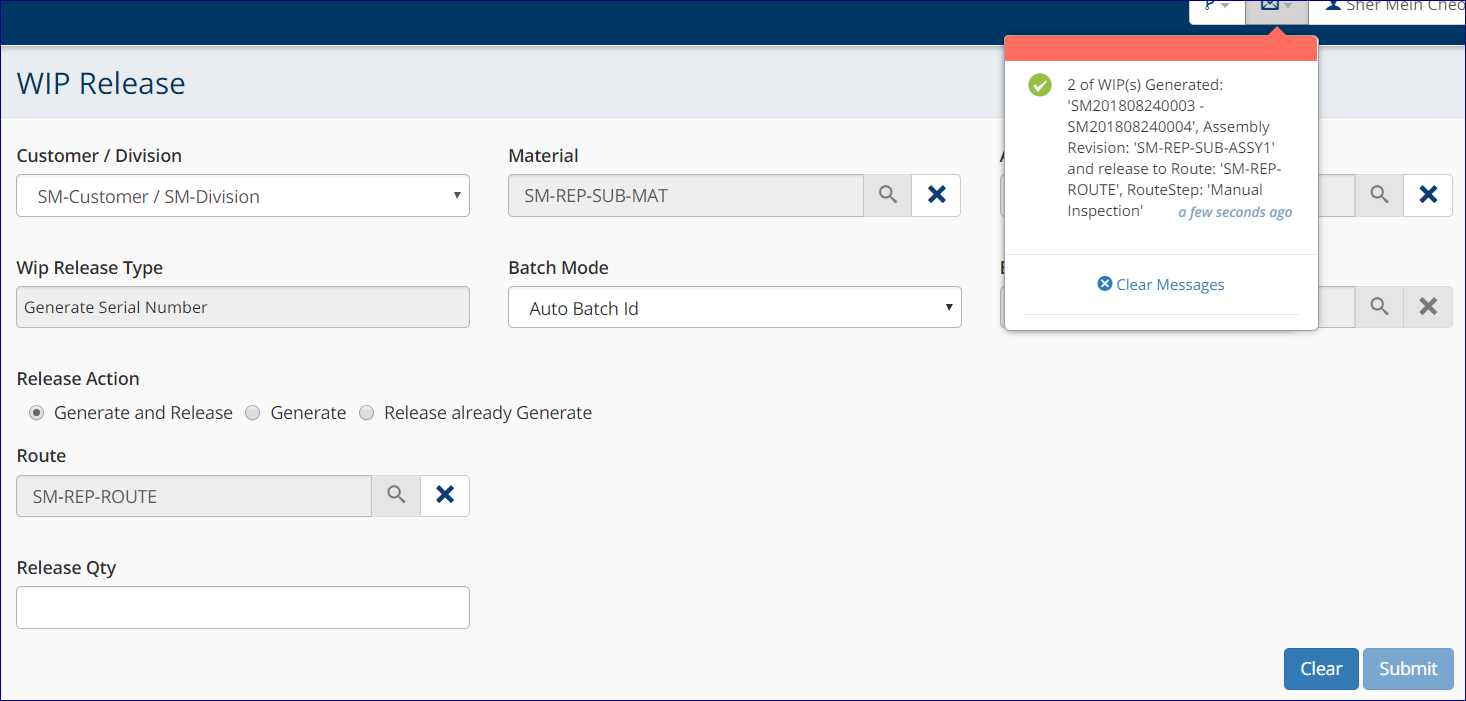 Sher Mein Cheo
WIP Release
2 of WIP(s) Generated:
'SM201808240003 -
SM201808240004', Assembly
Revision: 'SM-REP-SUB-ASSY1'
and release to Route: 'SM-REP-
ROUTE', RouteStep: 'Manual
Inspection' a few seconds ago
Clear Messages
Customer / Division
Material
SM-Customer / SM-Division
SM-REP-SUB-MAT
Wip Release Type
Batch Mode
Generate Serial Number
Auto Batch Id
Release Action
Generate and Release Generate Release already Generate
Route
SM-REP-ROUTE
Release Qty
Clear Submit